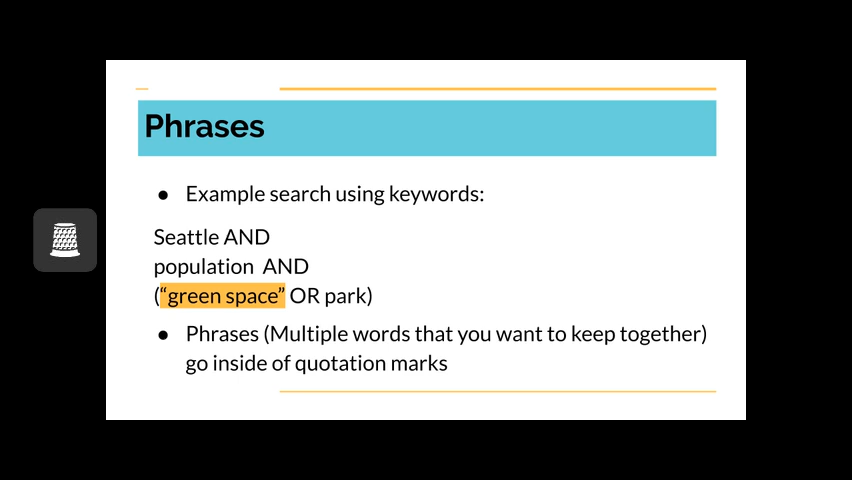 Phrases
● Example search using keywords:
Seattle AND
population AND
(“green space” OR park)
● Phrases (Multiple words that you want to keep together)
go inside of quotation marks